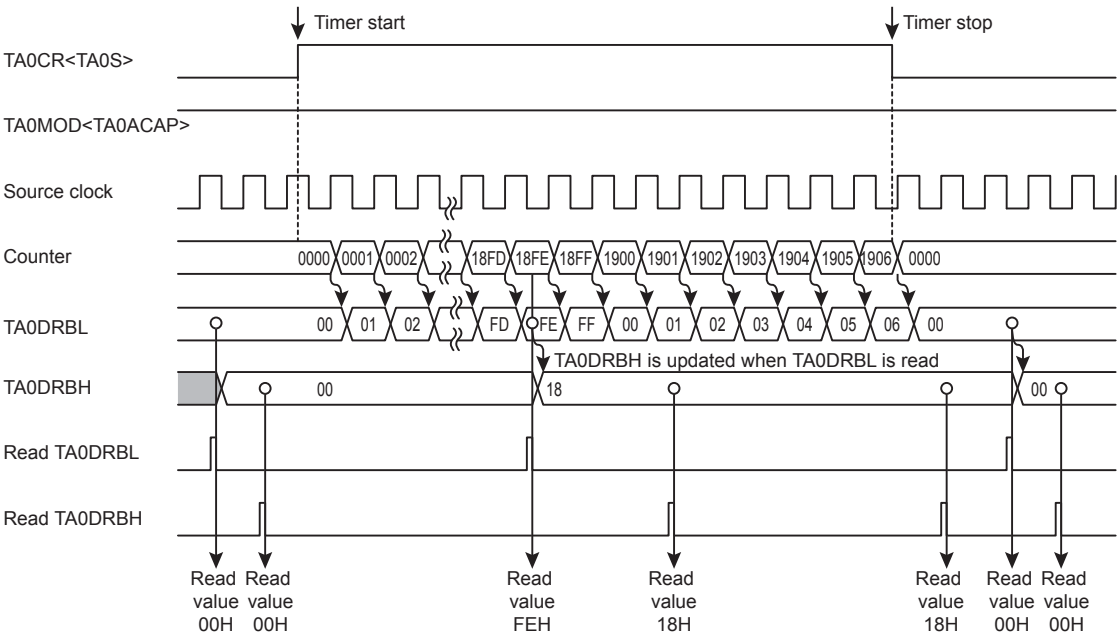 Timer start
Timer stop
TA0CR<TA0S>
TA0MOD<TA0ACAP>
Source clock
Counter
0000 0001 0002 18FD 18FE 18FF 1900 1901 1902 1903 1904 1905 1906 0000
TA0DRBL
00 01 02 FD FE FF 00 01 02 03 04 05 06 00
TA0DRBH is updated when TA0DRBL is read
TA0DRBH
00 18 00
Read TA0DRBL
Read TA0DRBH
Read Read Read Read Read Read Read
value value value value value value value
00H 00H FEH 18H 18H 00H 00H